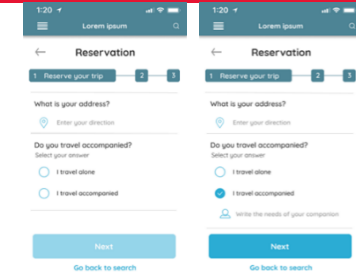 1:20
Lorem Ipsum
Reservation
1 Reserve your trip
2
3
What is your address?
Enter your direction
Do you travel accompanied?
Select your answer
I travel alone
I travel accompanied
Next
Go back to search
1:20
Lorem Ipsum
Reservation
1 Reserve your trip
2
3
What is your address?
Enter your direction
Do you travel accompanied?
Select your answer
I travel alone
I travel accompanied
Write the needs of your companion
Next
Go back to search